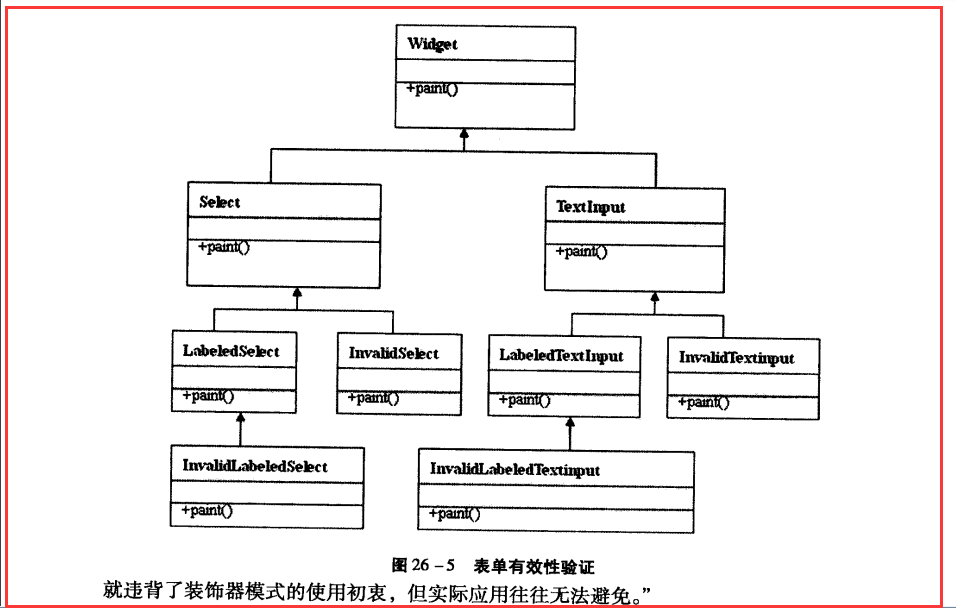 Widget
+paint()
Select
+paint()
TextInput
+paint()
LabeledSelect
+paint()
InvalidSelect
+paint()
LabeledTextInput
+paint()
InvalidTextinput
+paint()
InvalidLabeledSelect
+paint()
InvalidLabeledTextinput
+paint()
图 26-5 表单有效性验证
就违背了装饰器模式的使用初衷，但实际应用往往无法避免。”